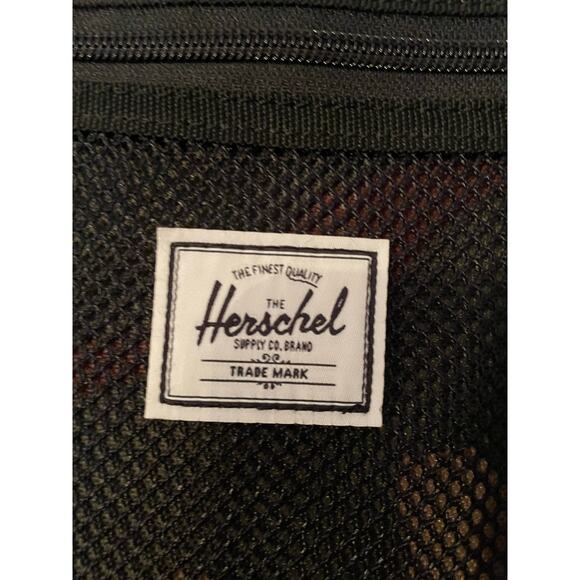 THE FINEST QUALITY
THE
Herschel
SUPPLY CO. BRAND
TRADE MARK